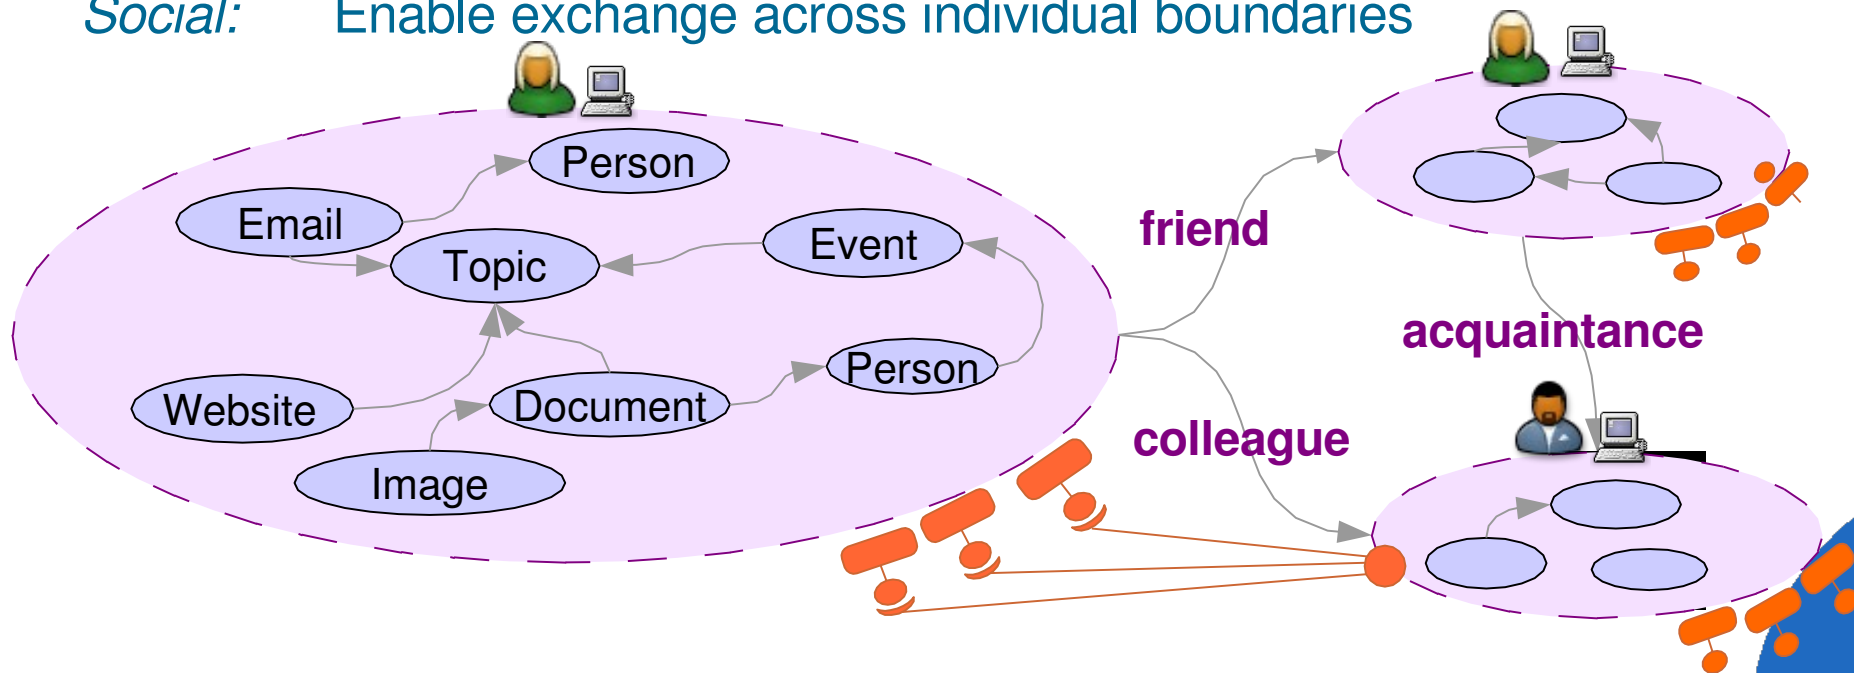 Social: Enable exchange across individual boundaries
Person
Email
Topic
Event
friend
acquaintance
Person
Website
Document
colleague
Image